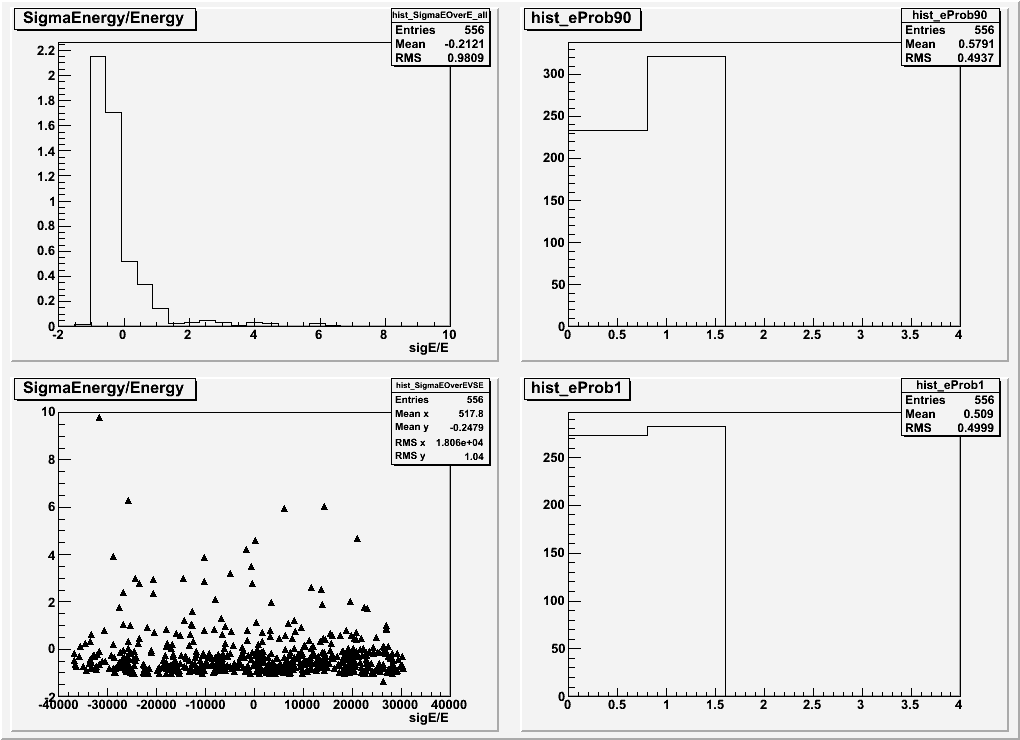 SigmaEnergy/Energy
hist_SigmaEOverE_all
Entries 556
Mean -0.2121
RMS 0.9809
2.2
2
1.8
1.6
1.4
1.2
1
0.8
0.6
0.4
0.2
0
-2 0 2 4 6 8 10
sigE/E
hist_eProb90
hist_eProb90
Entries 556
Mean 0.5791
RMS 0.4937
300
250
200
150
100
50
0
0 0.5 1 1.5 2 2.5 3 3.5 4
SigmaEnergy/Energy
hist_SigmaEOverEVSE
Entries 556
Mean x 517.8
Mean y -0.2479
RMS x 1.806e+04
RMS y 1.04
10
8
6
4
2
0
-2
-40000 -30000 -20000 -10000 0 10000 20000 30000 40000
sigE/E
hist_eProb1
hist_eProb1
Entries 556
Mean 0.509
RMS 0.4999
250
200
150
100
50
0
0 0.5 1 1.5 2 2.5 3 3.5 4